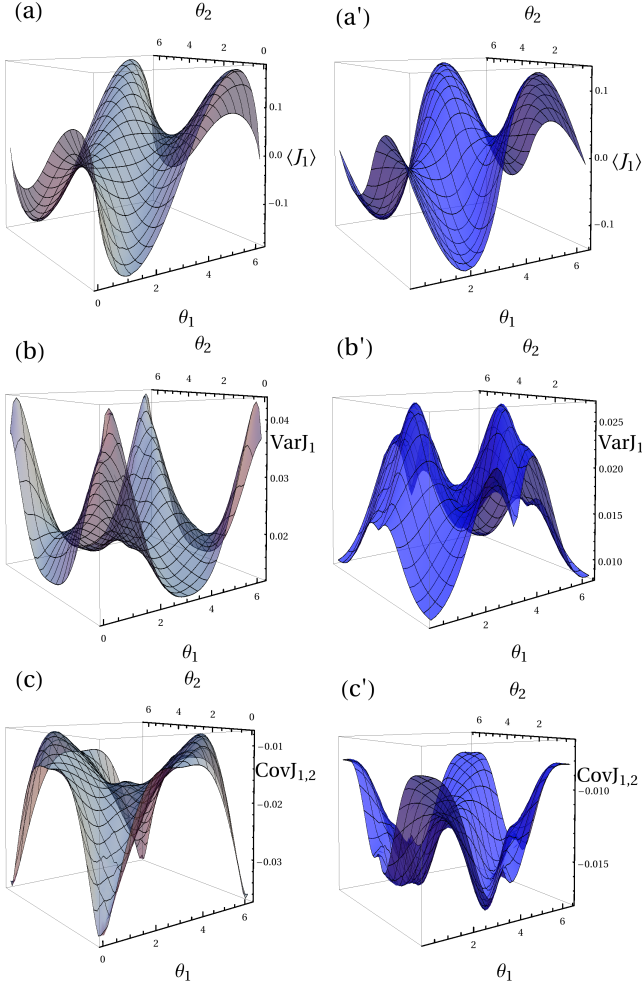 (a) (a')
θ₂ θ₂
6 4 2 0 6 4 2
0.1 0.1
0.0 ⟨J₁⟩ 0.0 ⟨J₁⟩
−0.1 −0.1
0 2 4 6 2 4 6
θ₁ θ₁
(b) (b')
θ₂ θ₂
6 4 2 0 6 4 2
0.04 0.025
VarJ₁ VarJ₁
0.03 0.020
0.02 0.015
0.010
0 2 4 6 2 4 6
θ₁ θ₁
(c) (c')
θ₂ θ₂
6 4 2 0 6 4 2
−0.01
CovJ₁,₂ CovJ₁,₂
−0.02 −0.010
−0.03 −0.015
0 2 4 6 2 4 6
θ₁ θ₁